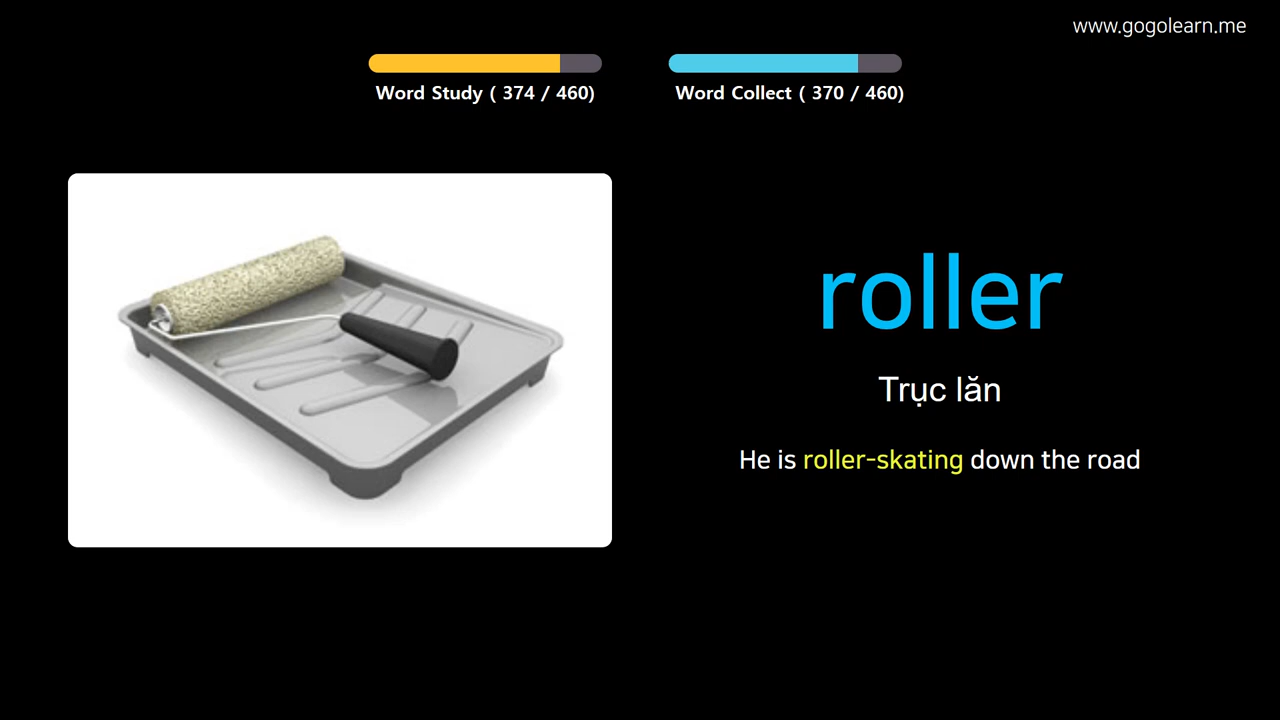 www.gogolearn.me
Word Study ( 374 / 460)
Word Collect ( 370 / 460)
roller
Trục lăn
He is roller-skating down the road